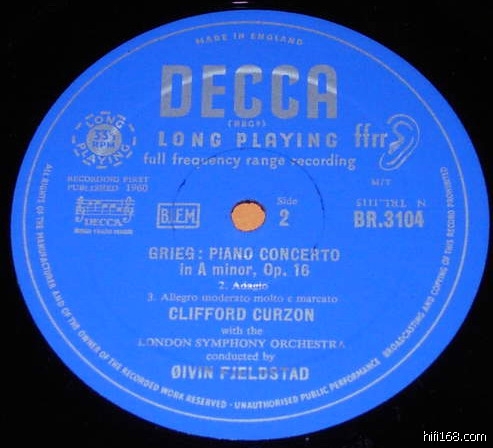 MADE IN ENGLAND
DECCA
(REG?)
LONG PLAYING
full frequency range recording
ffrr
LONG PLAYING
33⅓
RPM
RECORDING FIRST
PUBLISHED 1960
M/T
N
BR.3104
DECCA
B.I.E.M.
Side
2
GRIEG: PIANO CONCERTO
in A minor, Op. 16
2. Adagio
3. Allegro moderato molto e marcato
CLIFFORD CURZON
with the
LONDON SYMPHONY ORCHESTRA
conducted by
ØIVIN FJELDSTAD
ALL RIGHTS OF THE MANUFACTURER AND OF THE OWNER OF THE RECORDED WORK RESERVED - UNAUTHORISED PUBLIC PERFORMANCE BROADCASTING AND COPYING OF THIS RECORD PROHIBITED
hifi168.com